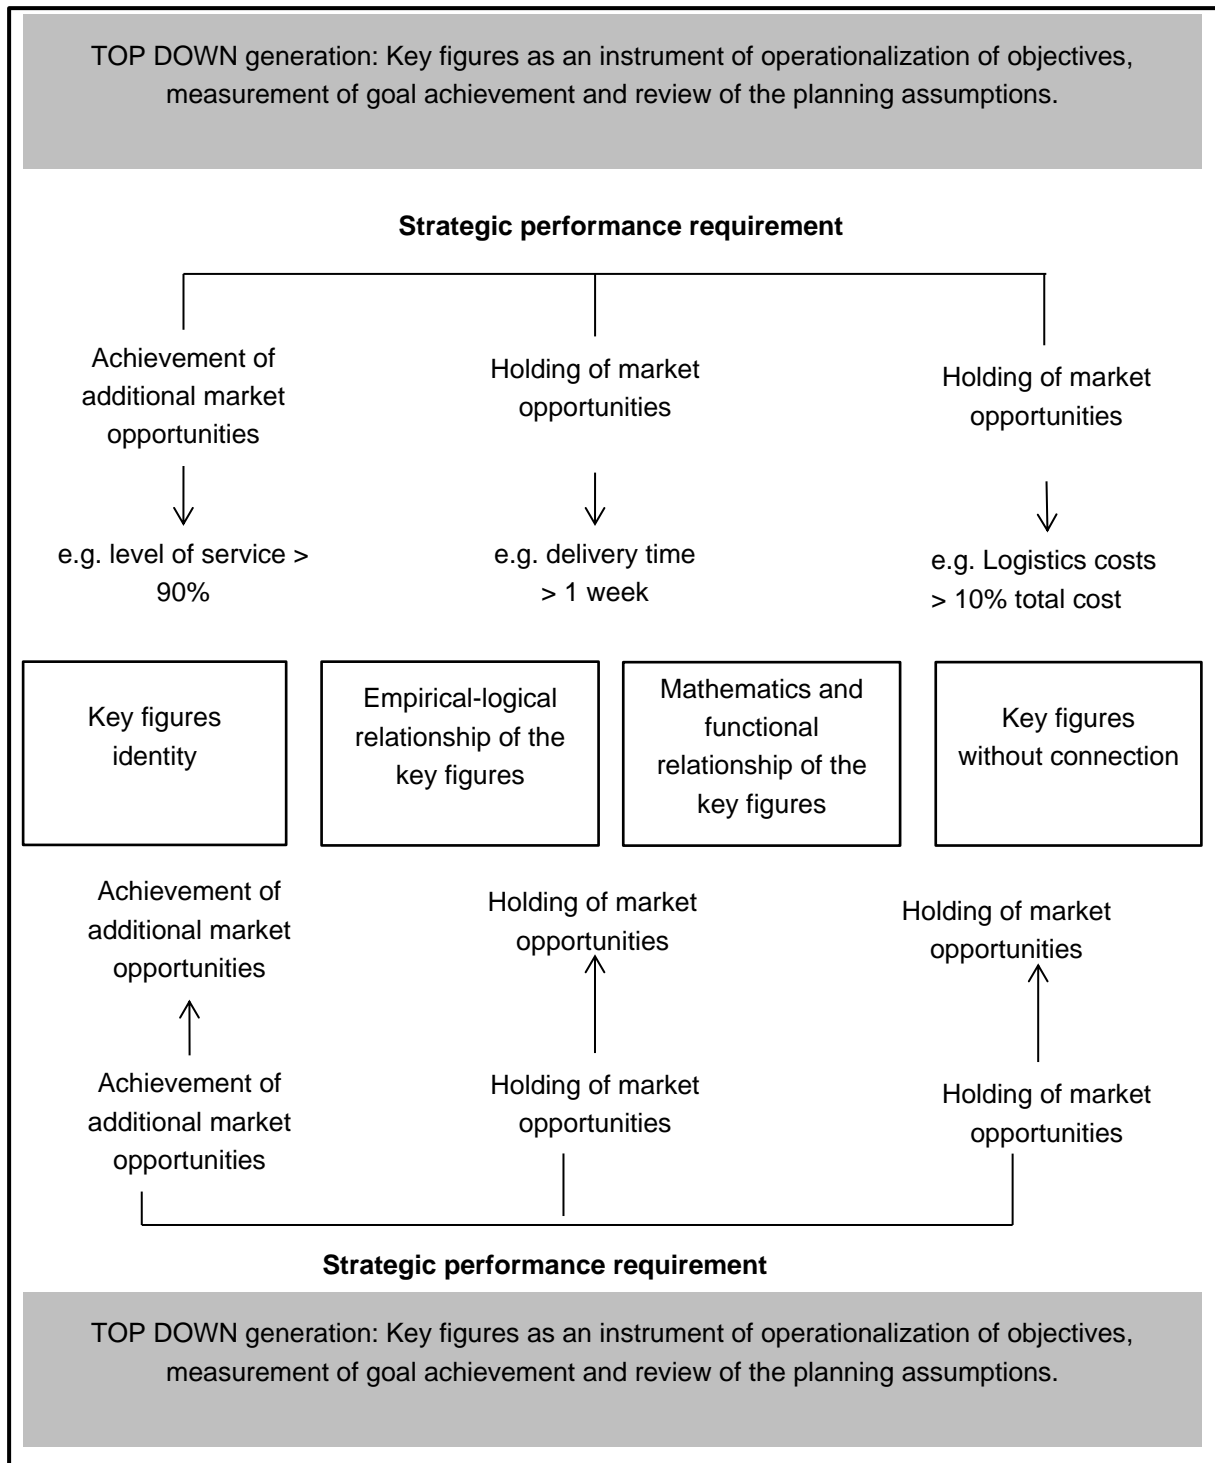 TOP DOWN generation: Key figures as an instrument of operationalization of objectives,
measurement of goal achievement and review of the planning assumptions.
Strategic performance requirement
Achievement of
additional market
opportunities
Holding of market
opportunities
Holding of market
opportunities
e.g. level of service >
90%
e.g. delivery time
> 1 week
e.g. Logistics costs
> 10% total cost
Key figures
identity
Empirical-logical
relationship of the
key figures
Mathematics and
functional
relationship of the
key figures
Key figures
without connection
Achievement of
additional market
opportunities
Holding of market
opportunities
Holding of market
opportunities
Achievement of
additional market
opportunities
Holding of market
opportunities
Holding of market
opportunities
Strategic performance requirement
TOP DOWN generation: Key figures as an instrument of operationalization of objectives,
measurement of goal achievement and review of the planning assumptions.